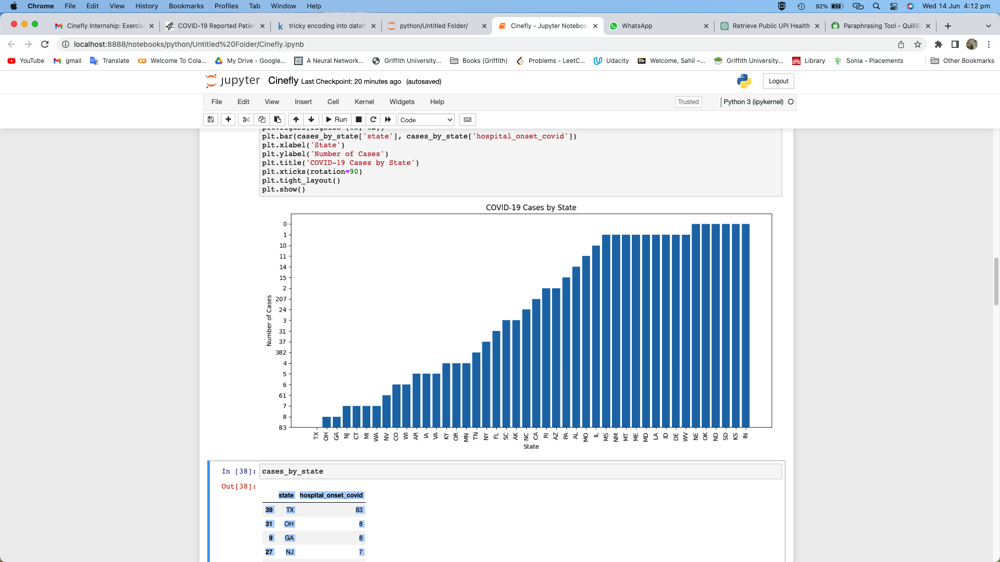 Chrome File Edit View History Bookmarks Profiles Tab Window Help 92% Wed 14 Jun 4:12 pm
Cinefly Internship: Exercis COVID-19 Reported Patien tricky encoding into dataf python/Untitled Folder/ Cinefly - Jupyter Noteboo WhatsApp Retrieve Public UPI Health Paraphrasing Tool - QuillB
localhost:8888/notebooks/python/Untitled%20Folder/Cinefly.ipynb
YouTube gmail Translate Welcome To Cola... My Drive - Google... A Neural Network... Griffith University... Books (Griffith) Problems - LeetC... Udacity Bb Welcome, Sahil –... Griffith University... Library Sonia - Placements Other Bookmarks
jupyter Cinefly Last Checkpoint: 20 minutes ago (autosaved) Logout
File Edit View Insert Cell Kernel Widgets Help Trusted Python 3 (ipykernel)
Run Code
plt.bar(cases_by_state['state'], cases_by_state['hospital_onset_covid'])
plt.xlabel('State')
plt.ylabel('Number of Cases')
plt.title('COVID-19 Cases by State')
plt.xticks(rotation=90)
plt.tight_layout()
plt.show()
COVID-19 Cases by State
Number of Cases
0
1
10
11
14
15
2
207
24
3
31
37
382
4
5
6
61
7
8
83
TX OH GA NJ CT MI WA NV CO WI AR IA VA KY OR MN TN NY FL SC AK NC CA RI AZ PA AL MO IL MS NM MT ME MD LA ID DE WV NE OK ND SD KS IN
State
In [38]: cases_by_state
Out[38]:
state hospital_onset_covid
39 TX 83
31 OH 8
9 GA 8
27 NJ 7